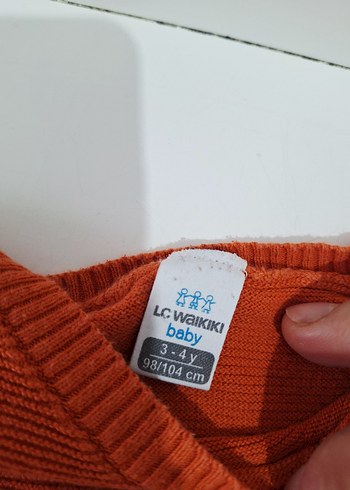 LC WAIKIKI
baby
3 - 4 y
98/104 cm